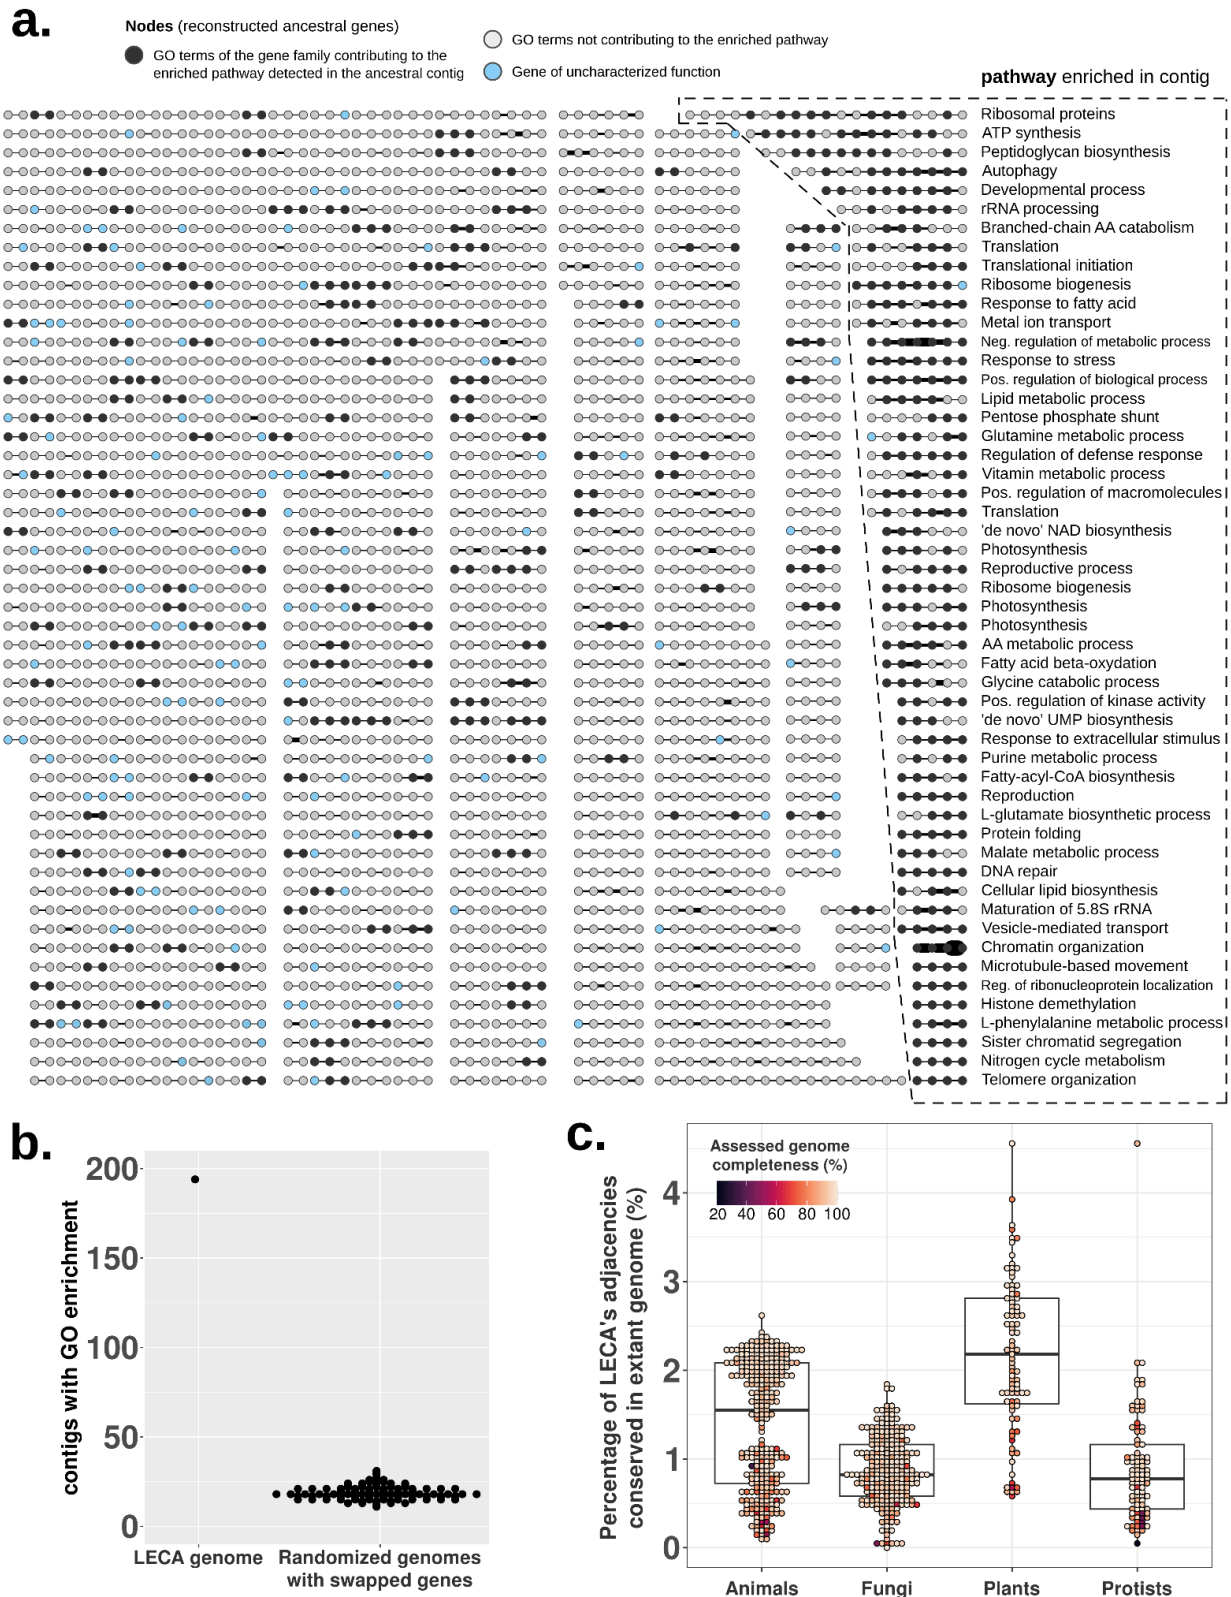 a.
Nodes (reconstructed ancestral genes)
GO terms of the gene family contributing to the
enriched pathway detected in the ancestral contig
GO terms not contributing to the enriched pathway
Gene of uncharacterized function
pathway enriched in contig
Ribosomal proteins
ATP synthesis
Peptidoglycan biosynthesis
Autophagy
Developmental process
rRNA processing
Branched-chain AA catabolism
Translation
Translational initiation
Ribosome biogenesis
Response to fatty acid
Metal ion transport
Neg. regulation of metabolic process
Response to stress
Pos. regulation of biological process
Lipid metabolic process
Pentose phosphate shunt
Glutamine metabolic process
Regulation of defense response
Vitamin metabolic process
Pos. regulation of macromolecules
Translation
'de novo' NAD biosynthesis
Photosynthesis
Reproductive process
Ribosome biogenesis
Photosynthesis
Photosynthesis
AA metabolic process
Fatty acid beta-oxydation
Glycine catabolic process
Pos. regulation of kinase activity
'de novo' UMP biosynthesis
Response to extracellular stimulus
Purine metabolic process
Fatty-acyl-CoA biosynthesis
Reproduction
L-glutamate biosynthetic process
Protein folding
Malate metabolic process
DNA repair
Cellular lipid biosynthesis
Maturation of 5.8S rRNA
Vesicle-mediated transport
Chromatin organization
Microtubule-based movement
Reg. of ribonucleoprotein localization
Histone demethylation
L-phenylalanine metabolic process
Sister chromatid segregation
Nitrogen cycle metabolism
Telomere organization
b.
contigs with GO enrichment
200
150
100
50
0
LECA genome
Randomized genomes
with swapped genes
c.
Percentage of LECA's adjacencies
conserved in extant genome (%)
Assessed genome
completeness (%)
20 40 60 80 100
4
3
2
1
0
Animals
Fungi
Plants
Protists